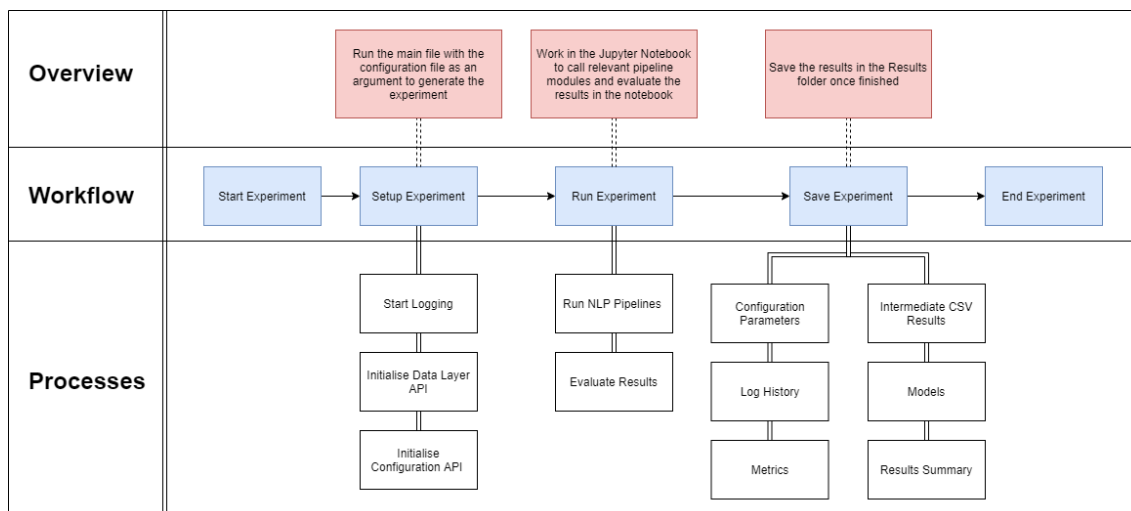 Overview
Run the main file with the
configuration file as an
argument to generate the
experiment
Work in the Jupyter Notebook
to call relevant pipeline
modules and evaluate the
results in the notebook
Save the results in the Results
folder once finished
Workflow
Start Experiment
Setup Experiment
Run Experiment
Save Experiment
End Experiment
Processes
Start Logging
Initialise Data Layer
API
Initialise
Configuration API
Run NLP Pipelines
Evaluate Results
Configuration
Parameters
Log History
Metrics
Intermediate CSV
Results
Models
Results Summary